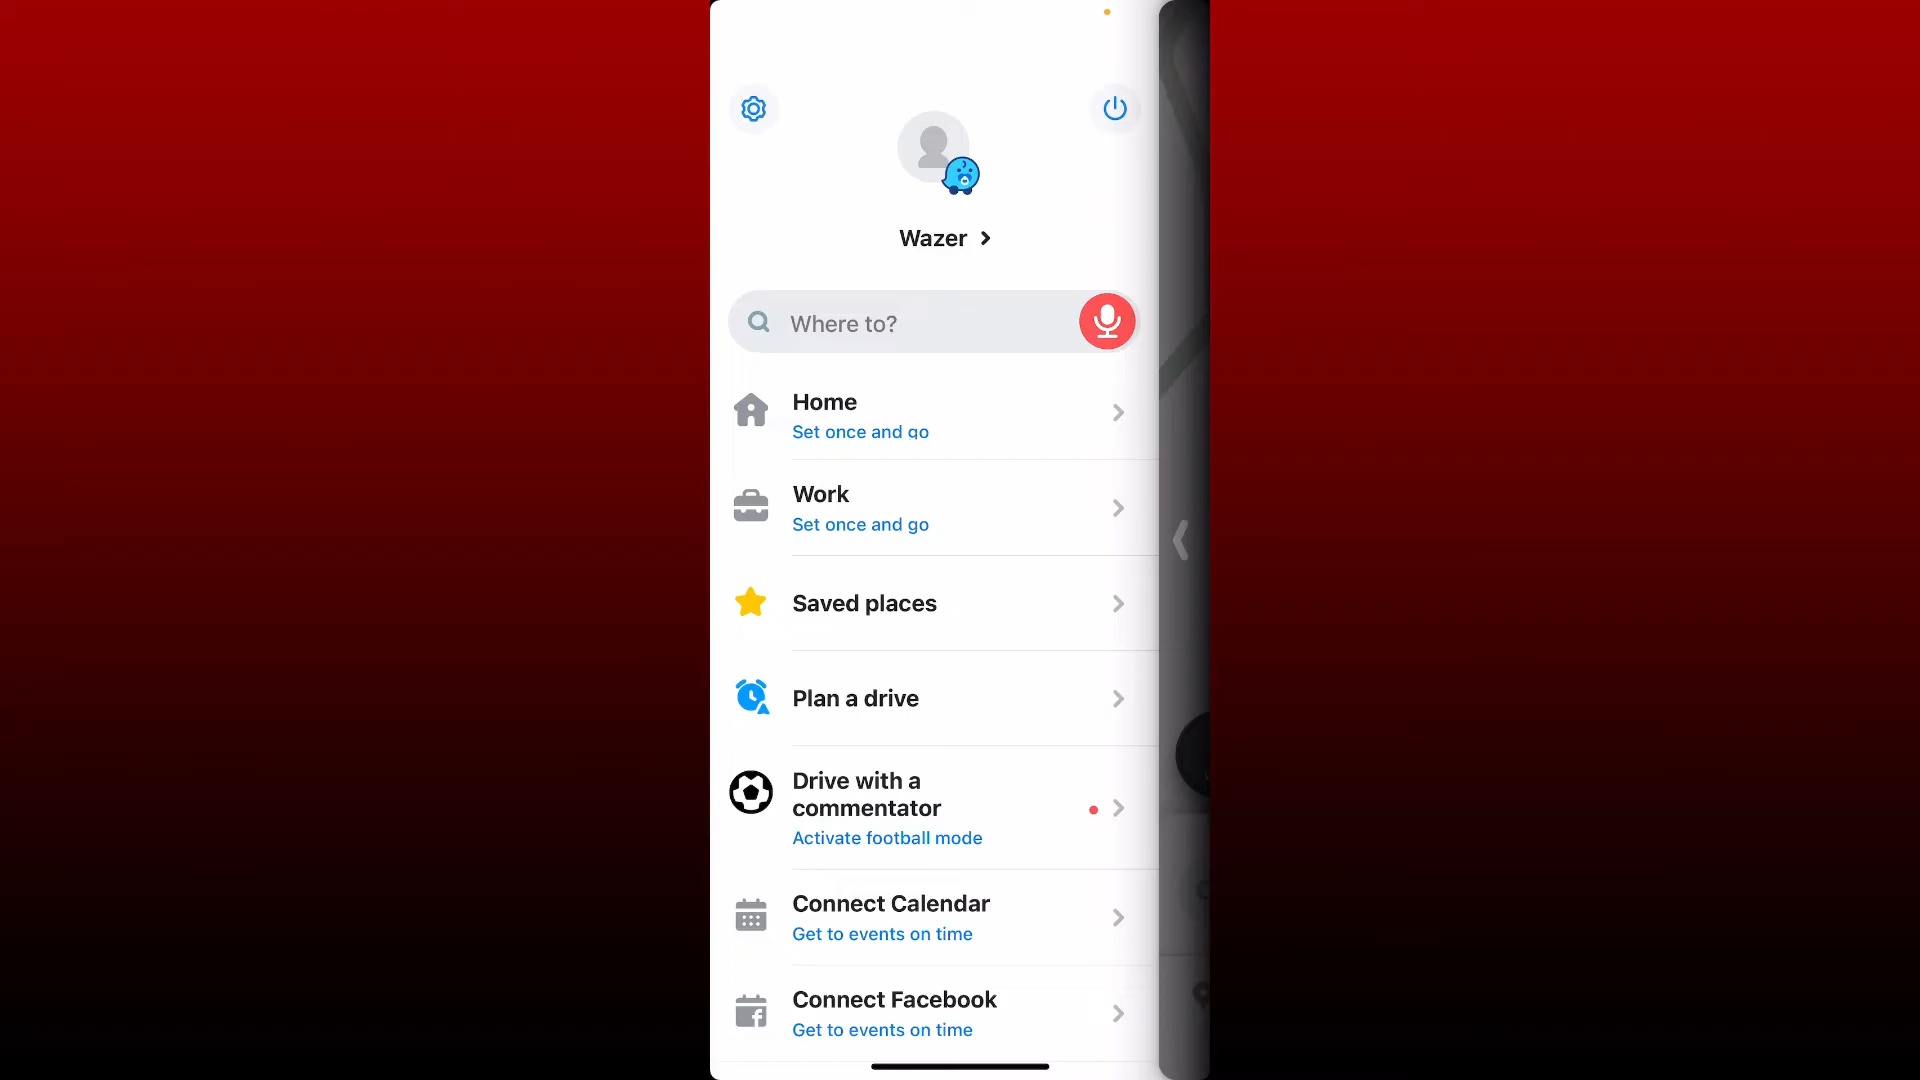 Wazer
Where to?
Home
Set once and go
Work
Set once and go
Saved places
Plan a drive
Drive with a
commentator
Activate football mode
Connect Calendar
Get to events on time
Connect Facebook
Get to events on time